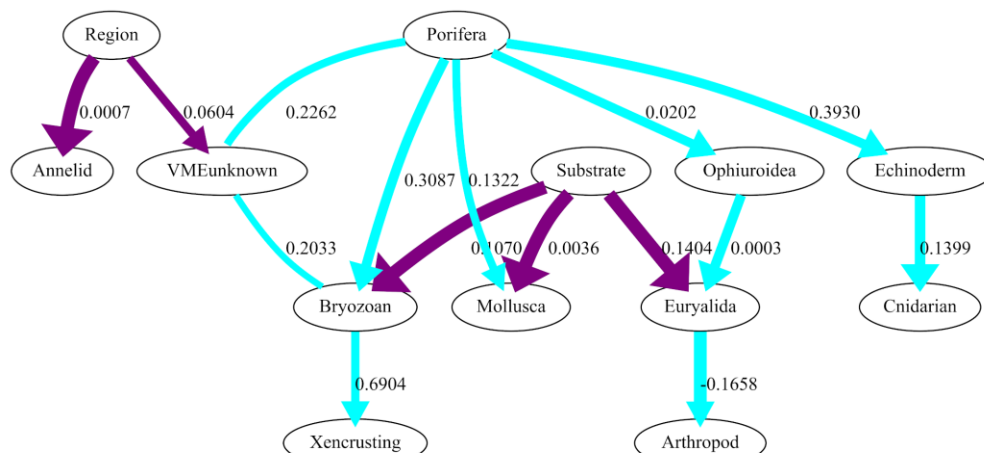 Region
Porifera
0.0007
0.0604
0.2262
0.0202
0.3930
Annelid
VMEunknown
0.3087
0.1322
Substrate
Ophiuroidea
Echinoderm
0.2033
0.1070
0.0036
0.1404
0.0003
0.1399
Bryozoan
Mollusca
Euryalida
Cnidarian
0.6904
-0.1658
Xencrusting
Arthropod